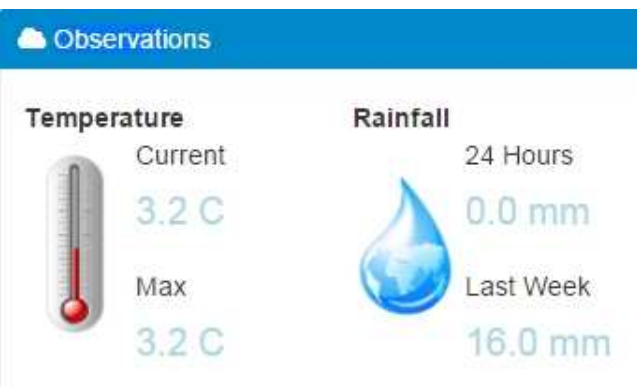 Observations
Temperature
Current
3.2 C
Max
3.2 C
Rainfall
24 Hours
0.0 mm
Last Week
16.0 mm